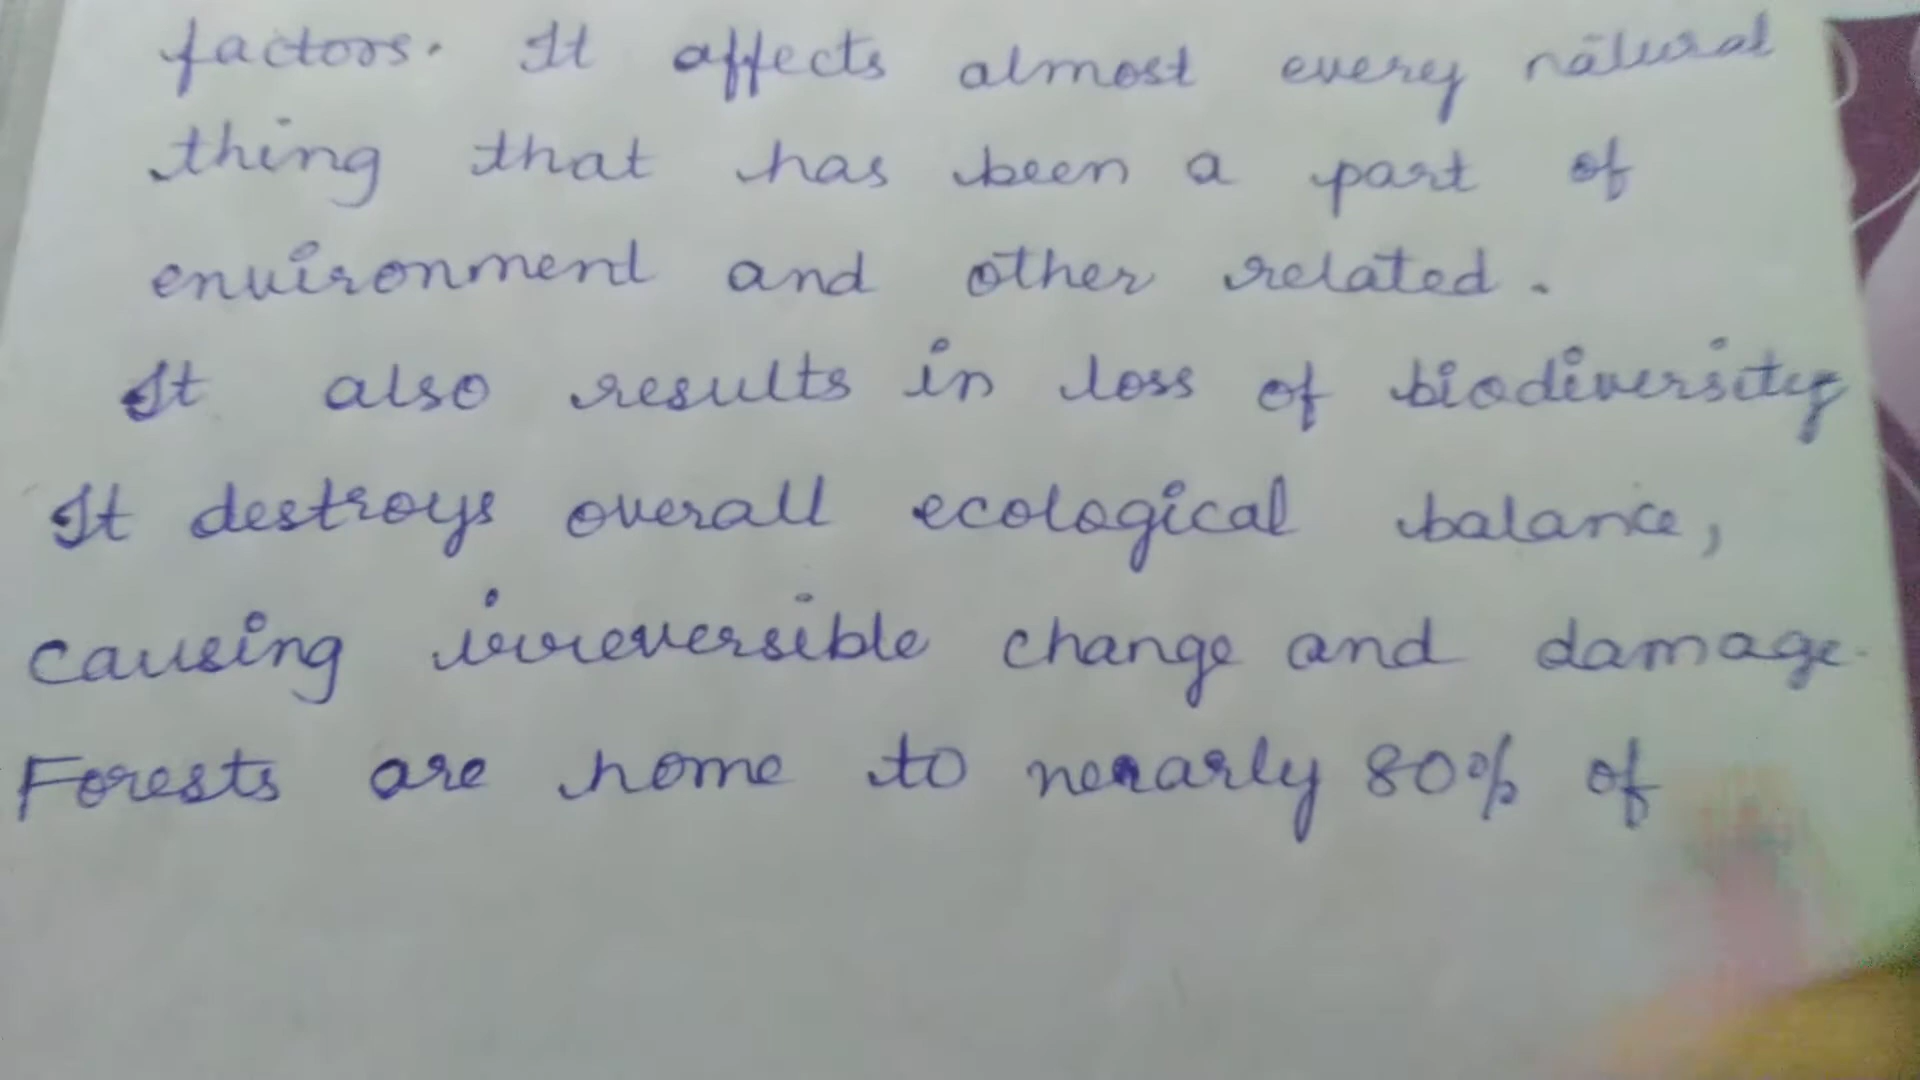 factors. It affects almost every natural
thing that has been a part of
environment and other related.
It also results in loss of biodiversity
It destroys overall ecological balance,
causing irreversible change and damage.
Forests are home to nerarly 80% of